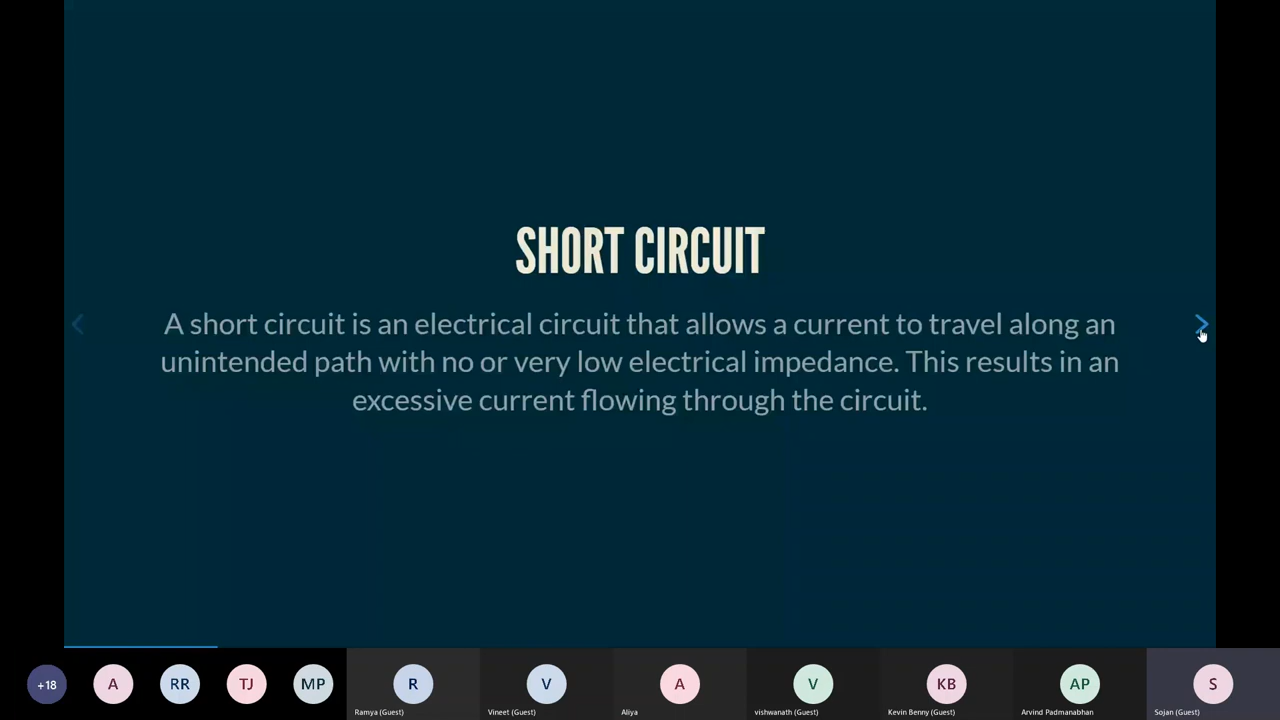 SHORT CIRCUIT
A short circuit is an electrical circuit that allows a current to travel along an
unintended path with no or very low electrical impedance. This results in an
excessive current flowing through the circuit.
+18
A
RR
TJ
MP
R
V
A
V
KB
AP
S
Ramya (Guest)
Vineet (Guest)
Aliya
vishwanath (Guest)
Kevin Benny (Guest)
Arvind Padmanabhan
Sojan (Guest)